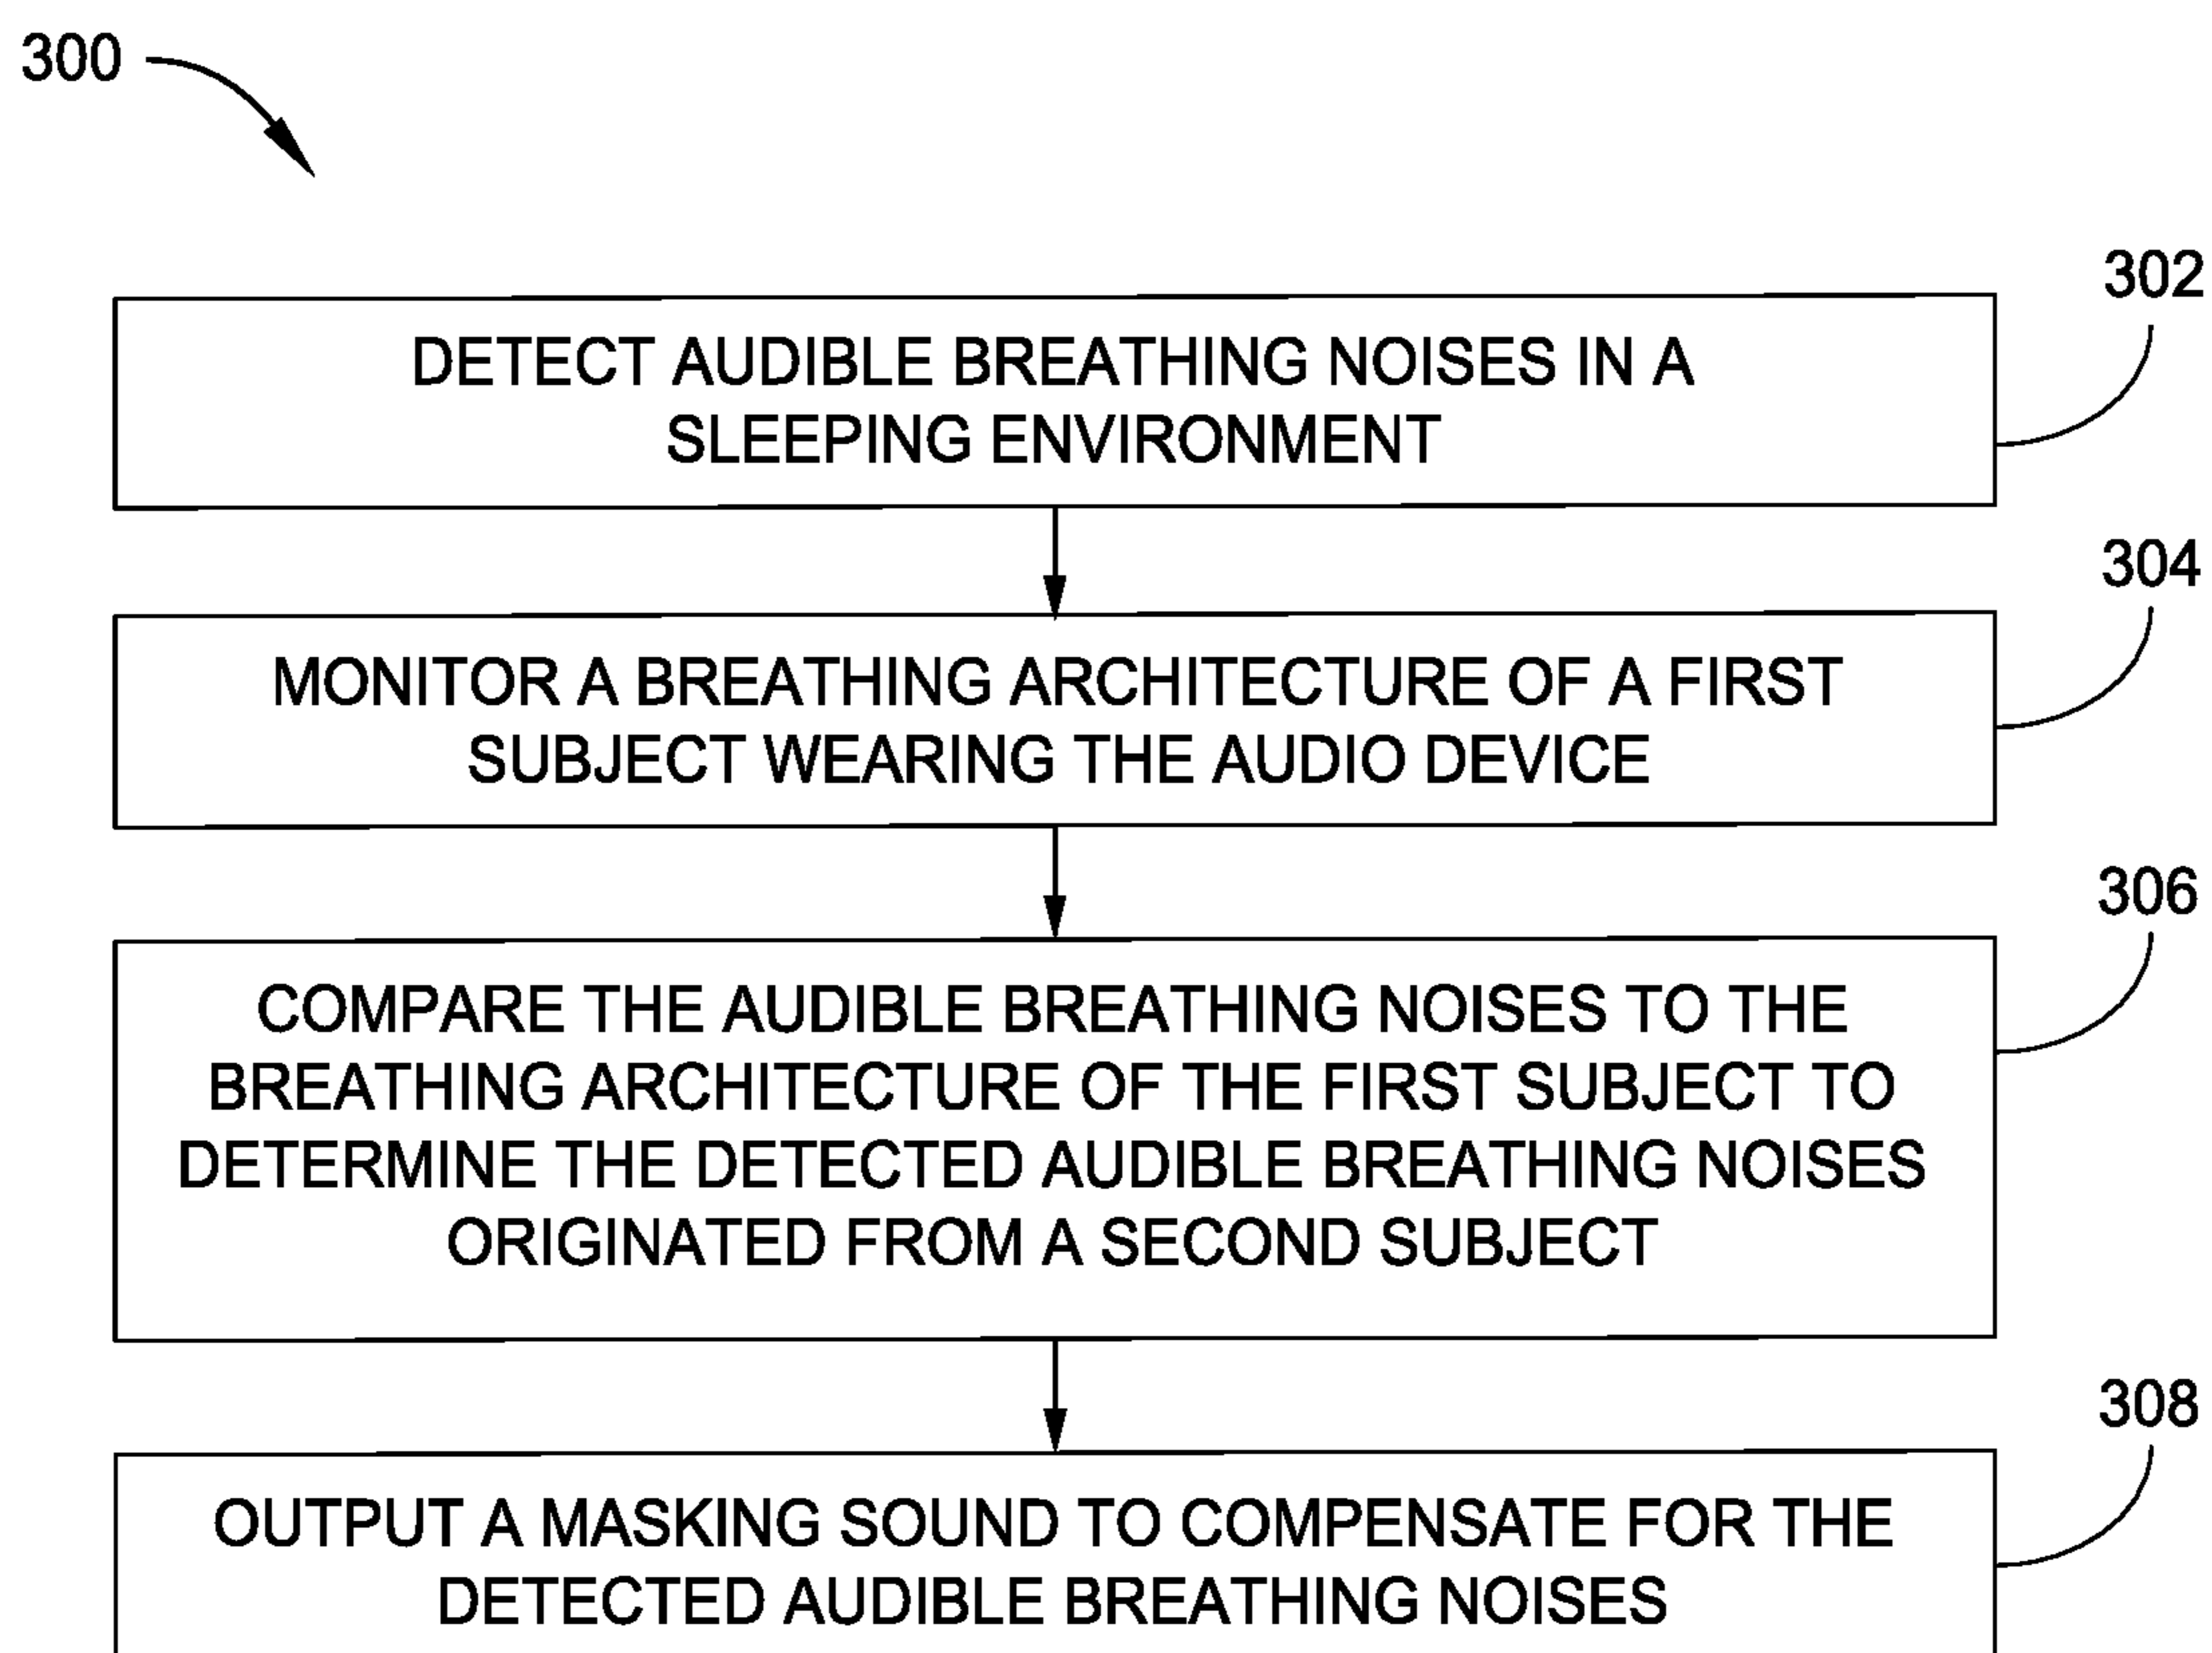 300
302
DETECT AUDIBLE BREATHING NOISES IN A
SLEEPING ENVIRONMENT
304
MONITOR A BREATHING ARCHITECTURE OF A FIRST
SUBJECT WEARING THE AUDIO DEVICE
306
COMPARE THE AUDIBLE BREATHING NOISES TO THE
BREATHING ARCHITECTURE OF THE FIRST SUBJECT TO
DETERMINE THE DETECTED AUDIBLE BREATHING NOISES
ORIGINATED FROM A SECOND SUBJECT
308
OUTPUT A MASKING SOUND TO COMPENSATE FOR THE
DETECTED AUDIBLE BREATHING NOISES